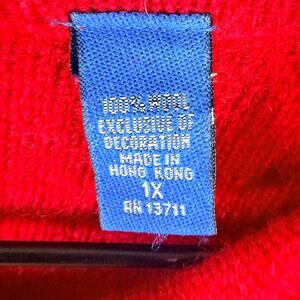 100% WOOL
EXCLUSIVE OF
DECORATION
MADE IN
HONG KONG
1X
RN 13711